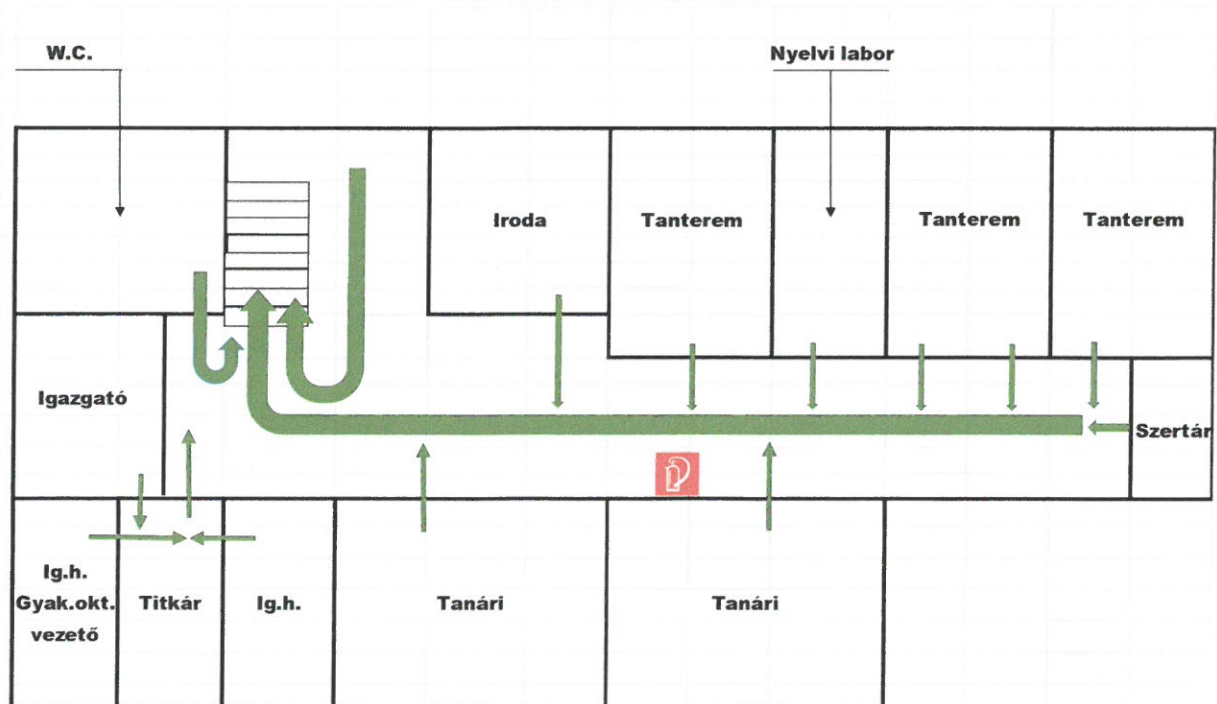 W.C.
Nyelvi labor
Iroda
Tanterem
Tanterem
Tanterem
Igazgató
Szertár
Ig.h.
Gyak.okt.
vezető
Titkár
Ig.h.
Tanári
Tanári